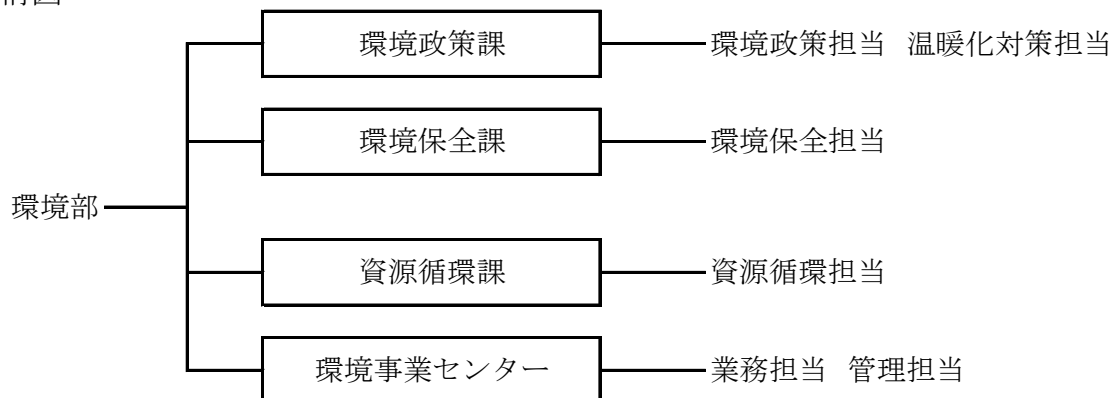 環境政策課 環境政策担当 温暖化対策担当
環境保全課 環境保全担当
環境部
資源循環課 資源循環担当
環境事業センター 業務担当 管理担当